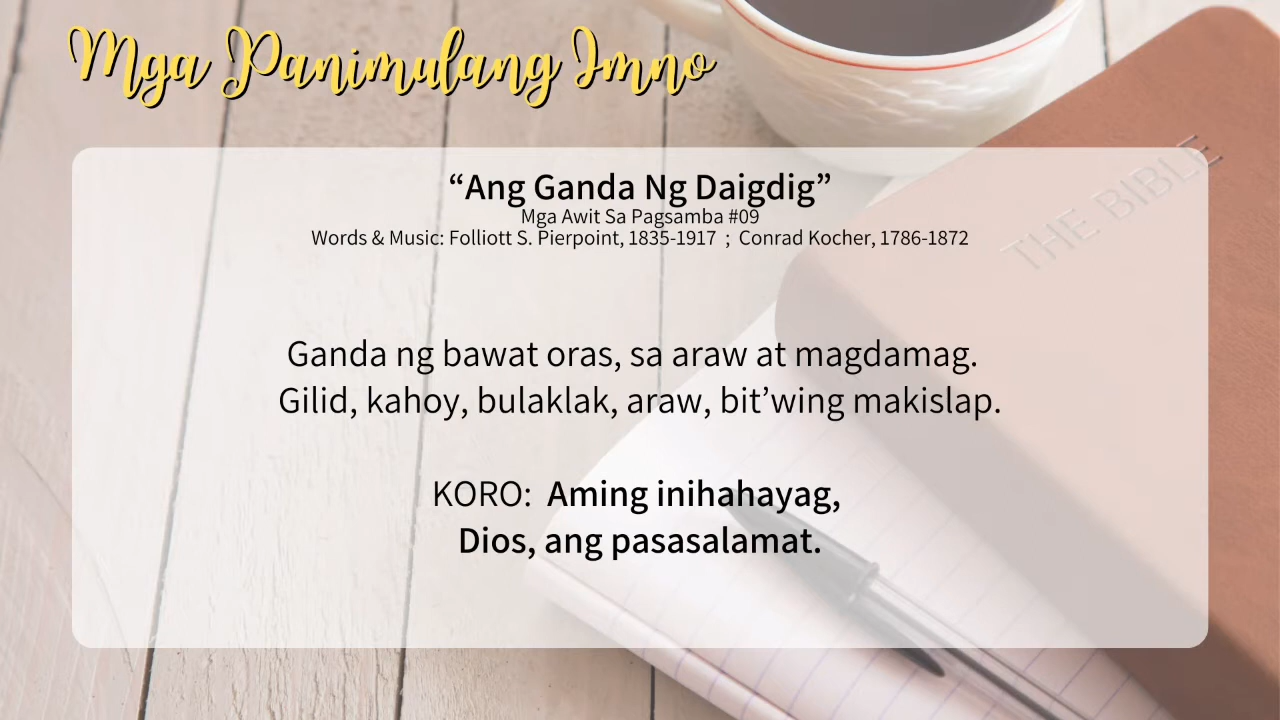 Mga Panimulang Imno
“Ang Ganda Ng Daigdig”
Mga Awit Sa Pagsamba #09
Words & Music: Folliott S. Pierpoint, 1835-1917 ; Conrad Kocher, 1786-1872
THE BIBLE
Ganda ng bawat oras, sa araw at magdamag.
Gilid, kahoy, bulaklak, araw, bit’wing makislap.
KORO: Aming inihahayag,
Dios, ang pasasalamat.